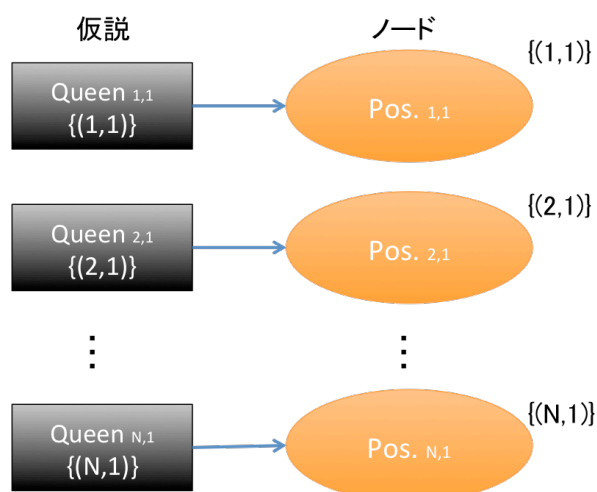 仮説
ノード
Queen 1,1
{(1,1)}
Pos. 1,1
{(1,1)}
Queen 2,1
{(2,1)}
Pos. 2,1
{(2,1)}
⋮
⋮
Queen N,1
{(N,1)}
Pos. N,1
{(N,1)}